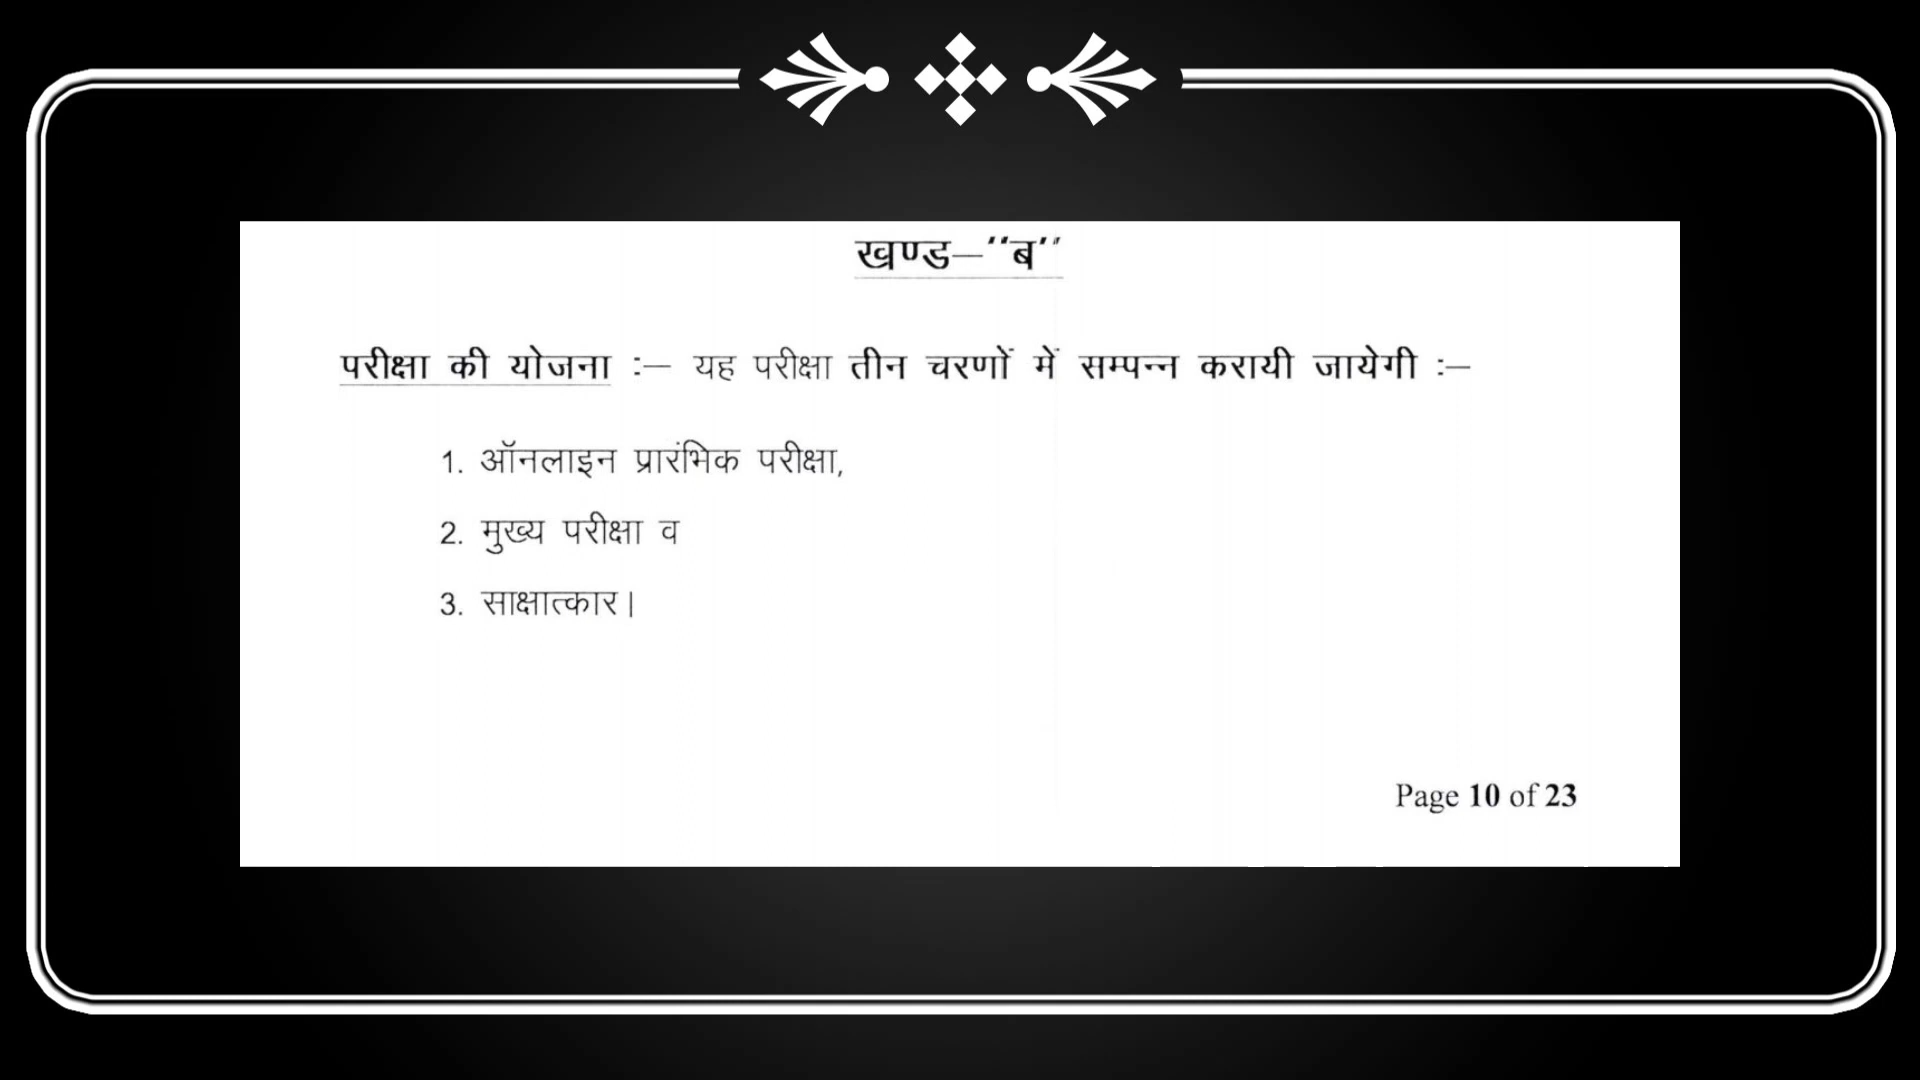 खण्ड–“ब”
परीक्षा की योजना :– यह परीक्षा तीन चरणों में सम्पन्न करायी जायेगी :–
1. ऑनलाइन प्रारंभिक परीक्षा,
2. मुख्य परीक्षा व
3. साक्षात्कार।
Page 10 of 23